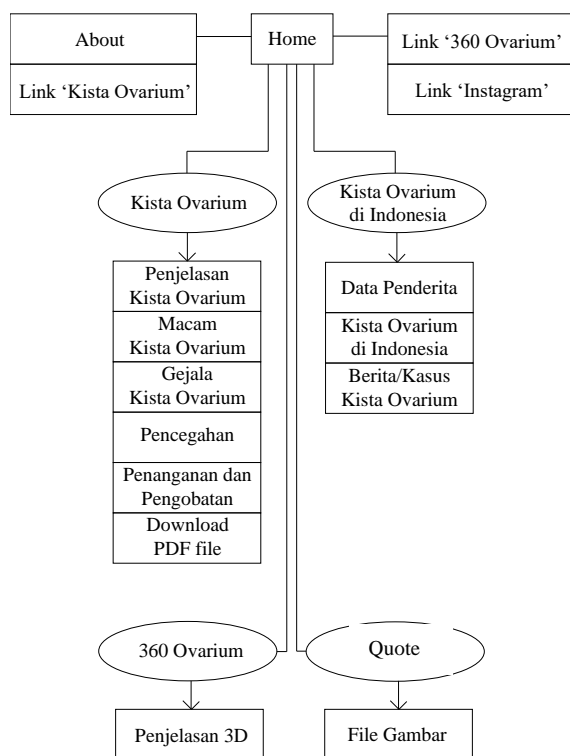 About
Link ‘Kista Ovarium’
Home
Link ‘360 Ovarium’
Link ‘Instagram’
Kista Ovarium
Penjelasan
Kista Ovarium
Macam
Kista Ovarium
Gejala
Kista Ovarium
Pencegahan
Penanganan dan
Pengobatan
Download
PDF file
Kista Ovarium
di Indonesia
Data Penderita
Kista Ovarium
di Indonesia
Berita/Kasus
Kista Ovarium
360 Ovarium
Penjelasan 3D
Quote
File Gambar